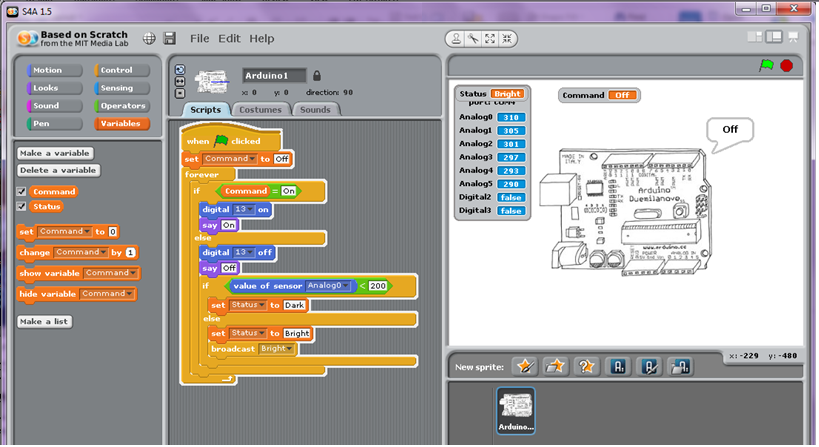 S4A 1.5
Based on Scratch
from the MIT Media Lab
File Edit Help
Motion Control
Looks Sensing
Sound Operators
Pen Variables
Make a variable
Delete a variable
Command
Status
set Command to 0
change Command by 1
show variable Command
hide variable Command
Make a list
Arduino1
x: 0 y: 0 direction: 90
Scripts Costumes Sounds
when clicked
set Command to Off
forever
if Command = On
digital 13 on
say On
else
digital 13 off
say Off
if value of sensor Analog0 < 200
set Status to Dark
else
set Status to Bright
broadcast Bright
Status Bright
port: COM4
Analog0 310
Analog1 305
Analog2 301
Analog3 297
Analog4 293
Analog5 290
Digital2 false
Digital3 false
Command Off
Off
MADE IN
ITALY
Arduino
Duemilanove
www.arduino.cc
POWER
x:-229 y:-480
New sprite:
Arduino...